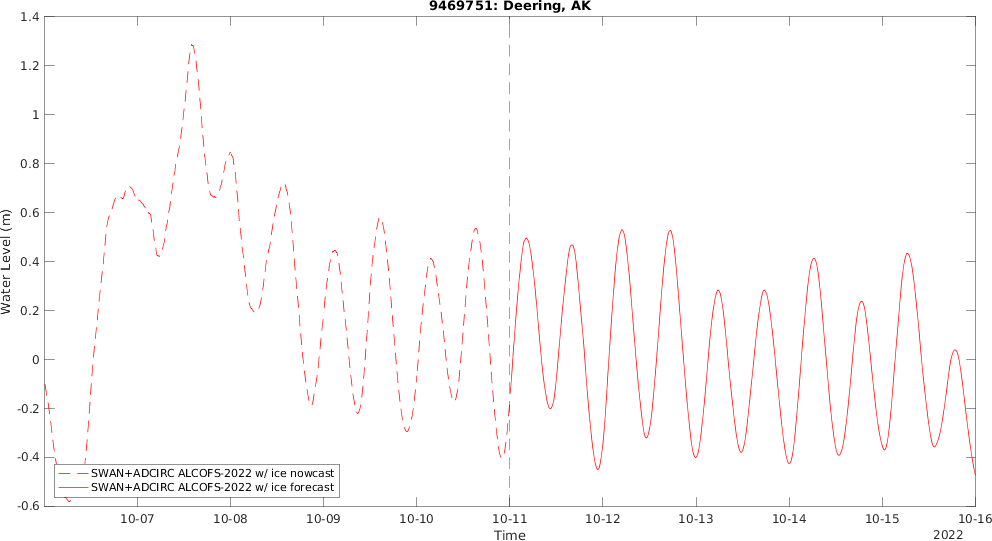 9469751: Deering, AK
1.4
1.2
1
0.8
0.6
0.4
0.2
0
-0.2
-0.4
-0.6
Water Level (m)
SWAN+ADCIRC ALCOFS-2022 w/ ice nowcast
SWAN+ADCIRC ALCOFS-2022 w/ ice forecast
10-07 10-08 10-09 10-10 10-11 10-12 10-13 10-14 10-15 10-16
Time
2022